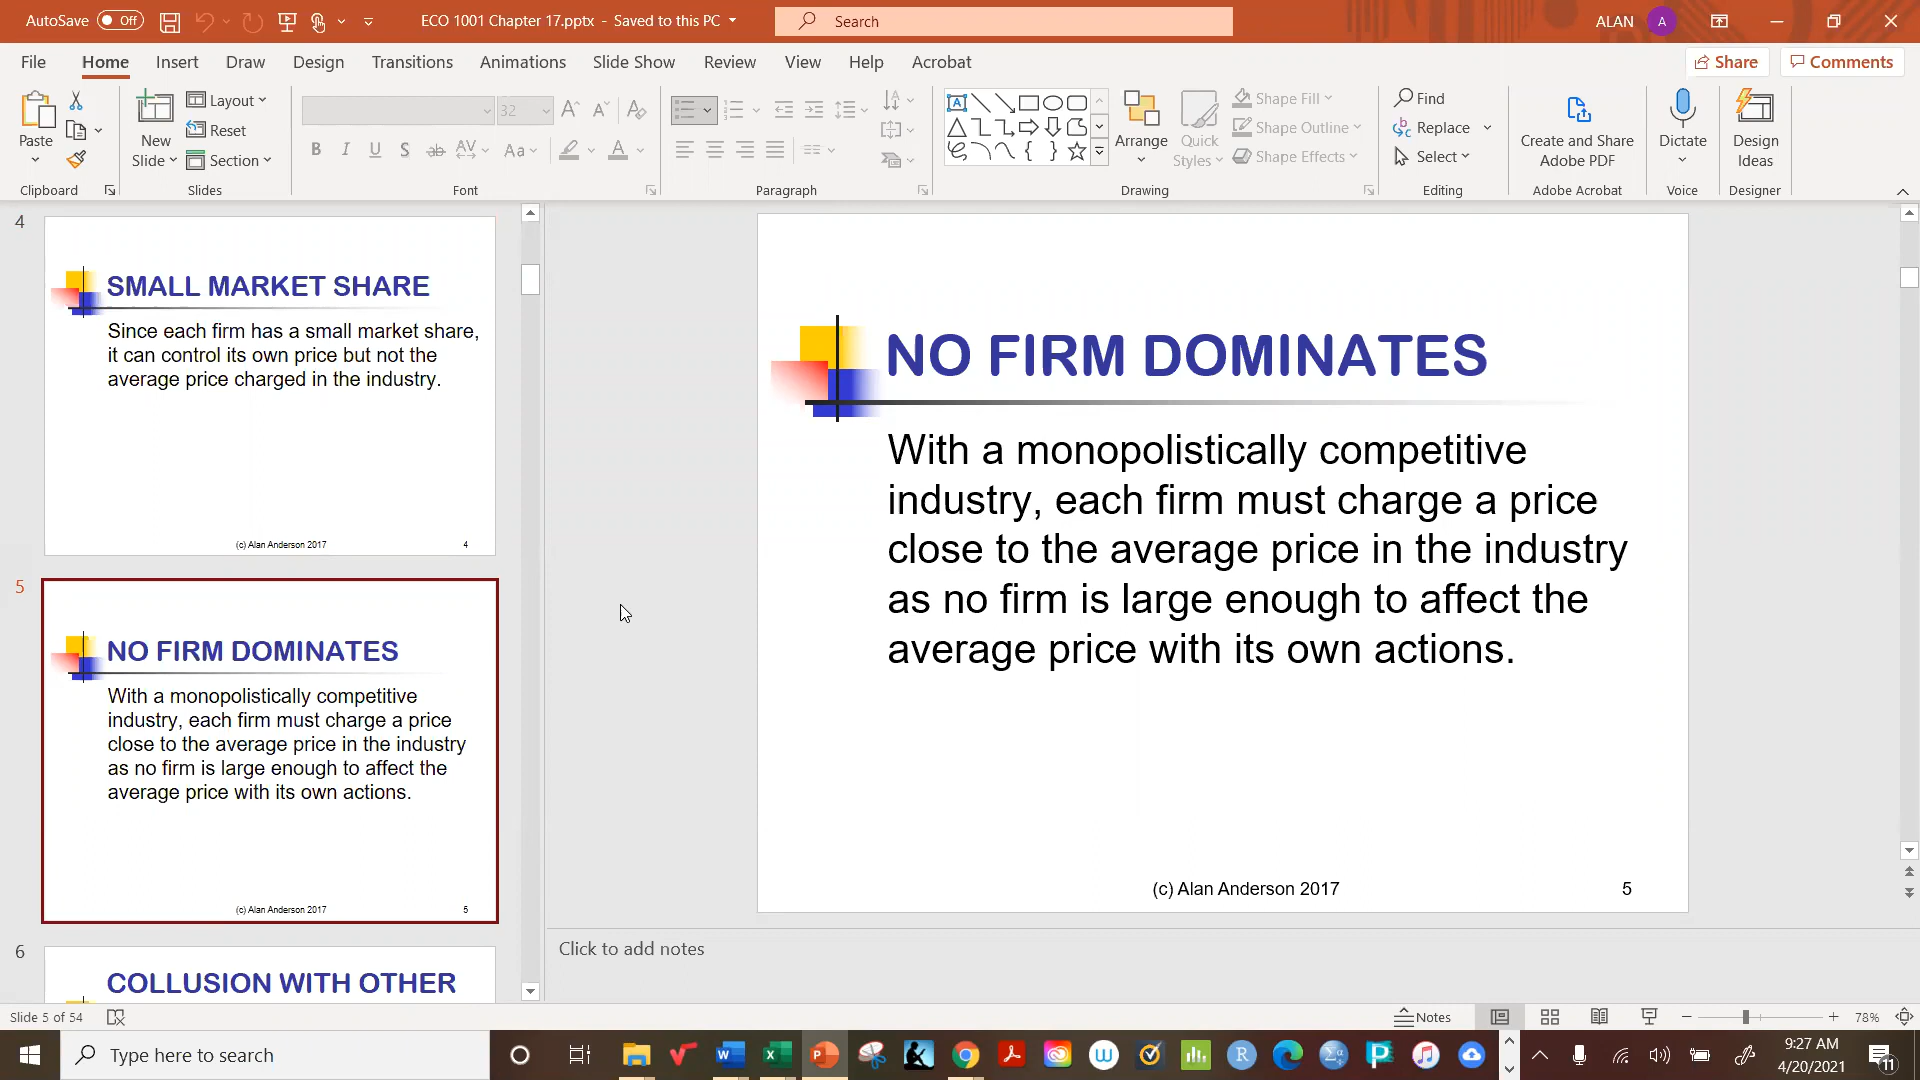 AutoSave Off
ECO 1001 Chapter 17.pptx - Saved to this PC
Search
ALAN A
File Home Insert Draw Design Transitions Animations Slide Show Review View Help Acrobat
Share Comments
Paste
Clipboard
New
Slide
Layout
Reset
Section
Slides
32
B I U S ab AV Aa A
Font
Paragraph
Arrange
Quick
Styles
Shape Fill
Shape Outline
Shape Effects
Drawing
Find
Replace
Select
Editing
Create and Share
Adobe PDF
Adobe Acrobat
Dictate
Voice
Design
Ideas
Designer
4
SMALL MARKET SHARE
Since each firm has a small market share,
it can control its own price but not the
average price charged in the industry.
(c) Alan Anderson 2017 4
5
NO FIRM DOMINATES
With a monopolistically competitive
industry, each firm must charge a price
close to the average price in the industry
as no firm is large enough to affect the
average price with its own actions.
(c) Alan Anderson 2017 5
6
COLLUSION WITH OTHER
NO FIRM DOMINATES
With a monopolistically competitive
industry, each firm must charge a price
close to the average price in the industry
as no firm is large enough to affect the
average price with its own actions.
(c) Alan Anderson 2017 5
Click to add notes
Slide 5 of 54
Notes
78%
Type here to search
9:27 AM
4/20/2021
11